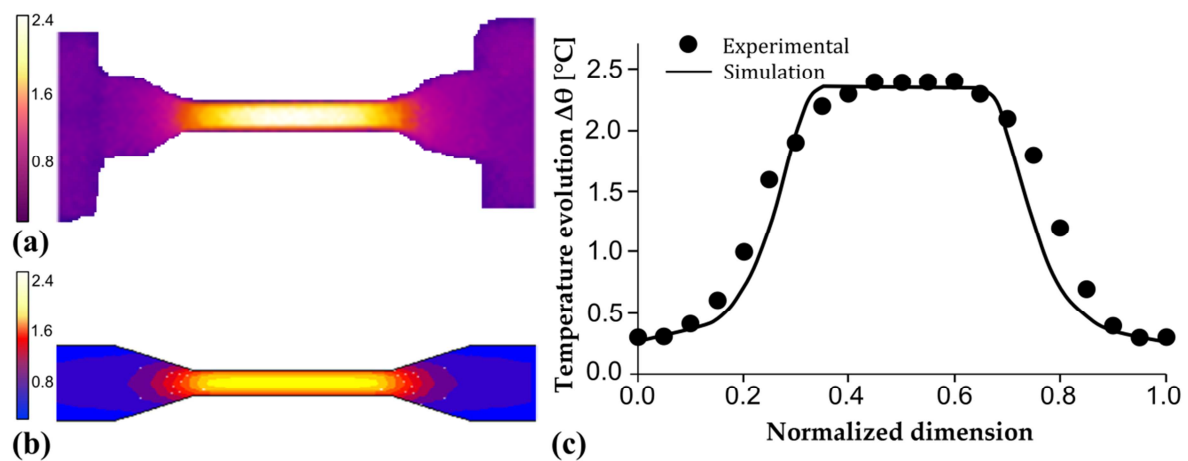 2.4
1.6
0.8
(a)
2.4
1.6
0.8
(b)
Temperature evolution Δθ [°C]
Experimental
Simulation
2.5
2.0
1.5
1.0
0.5
0.0
0.0 0.2 0.4 0.6 0.8 1.0
Normalized dimension
(c)